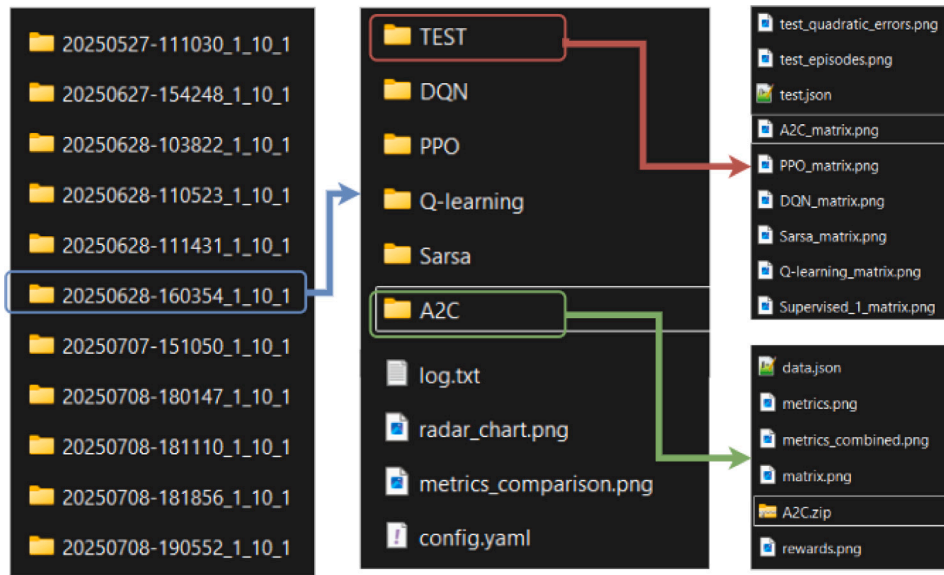 20250527-111030_1_10_1
20250627-154248_1_10_1
20250628-103822_1_10_1
20250628-110523_1_10_1
20250628-111431_1_10_1
20250628-160354_1_10_1
20250707-151050_1_10_1
20250708-180147_1_10_1
20250708-181110_1_10_1
20250708-181856_1_10_1
20250708-190552_1_10_1
TEST
DQN
PPO
Q-learning
Sarsa
A2C
log.txt
radar_chart.png
metrics_comparison.png
config.yaml
test_quadratic_errors.png
test_episodes.png
test.json
A2C_matrix.png
PPO_matrix.png
DQN_matrix.png
Sarsa_matrix.png
Q-learning_matrix.png
Supervised_1_matrix.png
data.json
metrics.png
metrics_combined.png
matrix.png
A2C.zip
rewards.png